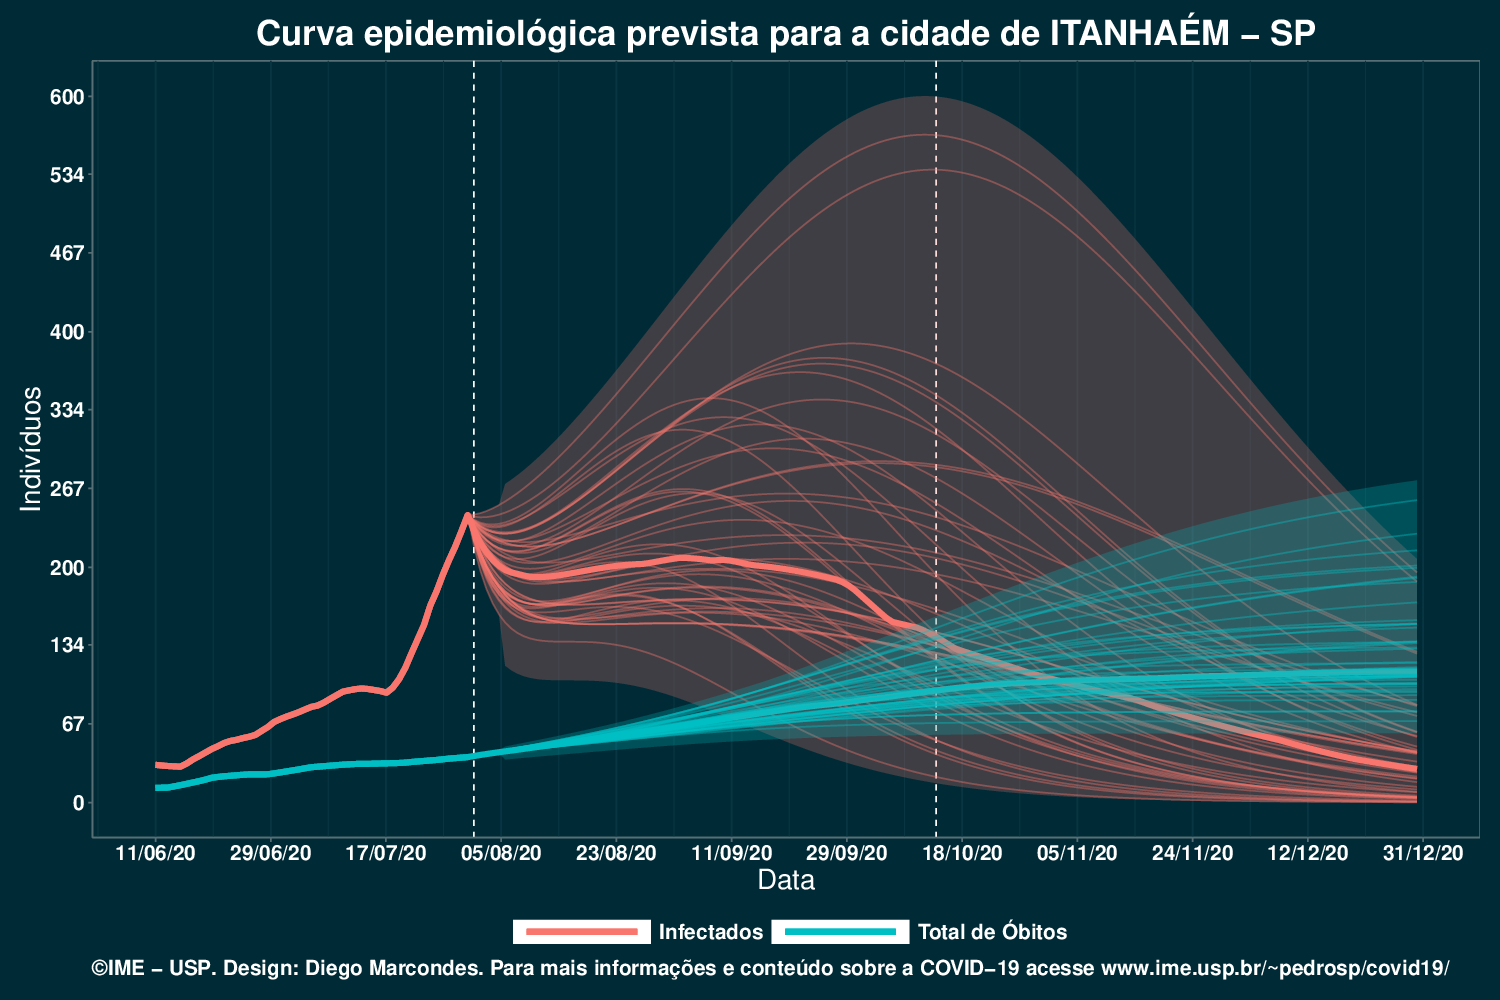 Curva epidemiológica prevista para a cidade de ITANHAÉM – SP
600
534
467
400
334
267
200
134
67
0
Indivíduos
11/06/20 29/06/20 17/07/20 05/08/20 23/08/20 11/09/20 29/09/20 18/10/20 05/11/20 24/11/20 12/12/20 31/12/20
Data
Infectados Total de Óbitos
©IME – USP. Design: Diego Marcondes. Para mais informações e conteúdo sobre a COVID–19 acesse www.ime.usp.br/~pedrosp/covid19/